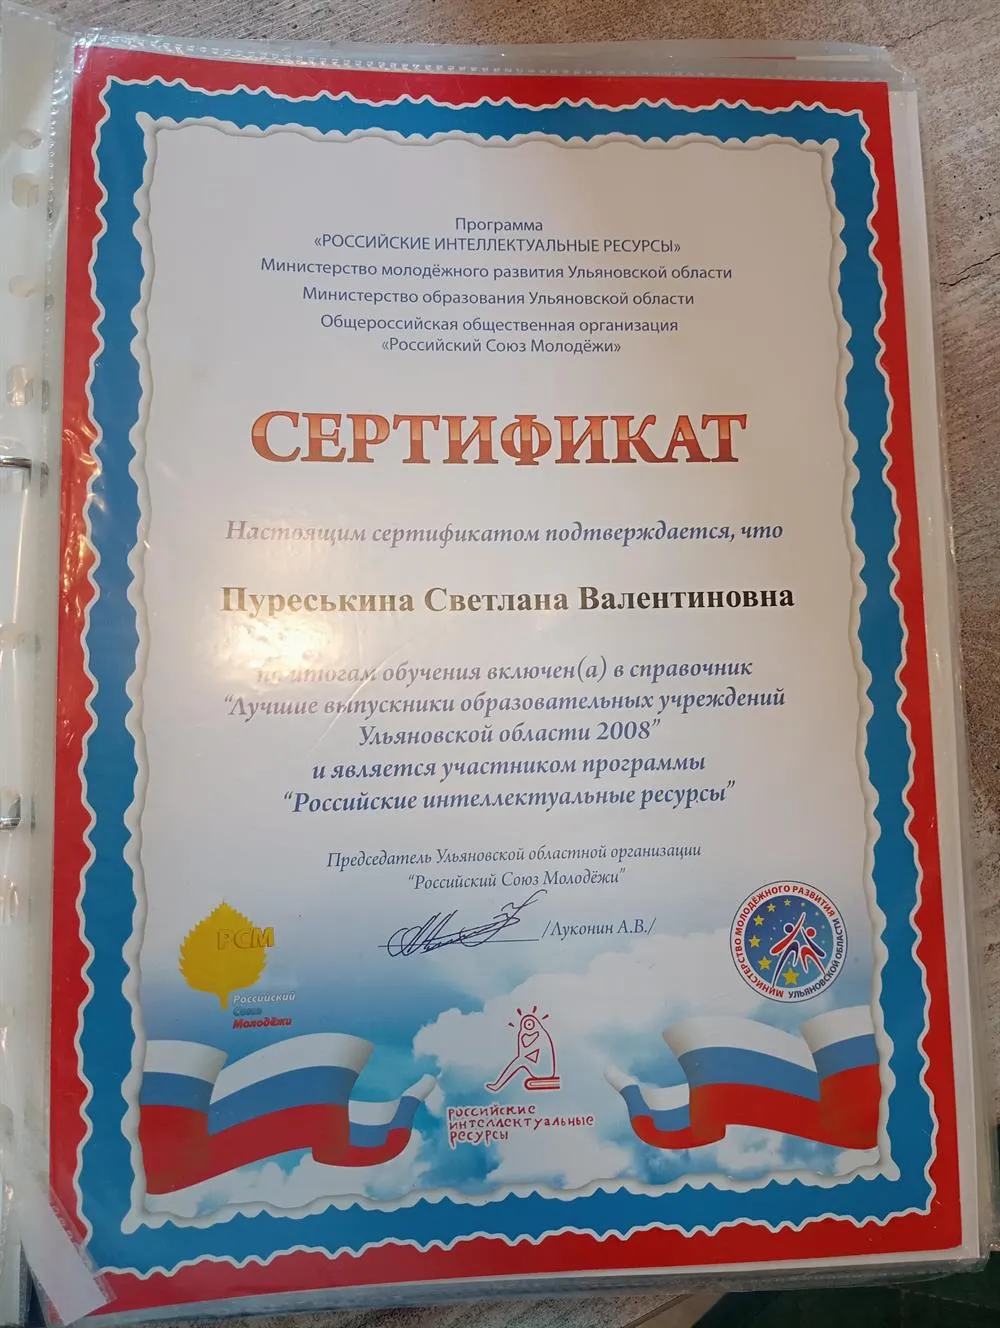 Программа
«РОССИЙСКИЕ ИНТЕЛЛЕКТУАЛЬНЫЕ РЕСУРСЫ»
Министерство молодёжного развития Ульяновской области
Министерство образования Ульяновской области
Общероссийская общественная организация
«Российский Союз Молодёжи»
СЕРТИФИКАТ
Настоящим сертификатом подтверждается, что
Пуреськина Светлана Валентиновна
по итогам обучения включен(а) в справочник
“Лучшие выпускники образовательных учреждений
Ульяновской области 2008”
и является участником программы
“Российские интеллектуальные ресурсы”
Председатель Ульяновской областной организации
“Российский Союз Молодёжи”
/Луконин А.В./
РСМ
Российский
Союз
Молодёжи
МИНИСТЕРСТВО МОЛОДЁЖНОГО РАЗВИТИЯ
УЛЬЯНОВСКОЙ ОБЛАСТИ
российские
интеллектуальные
ресурсы